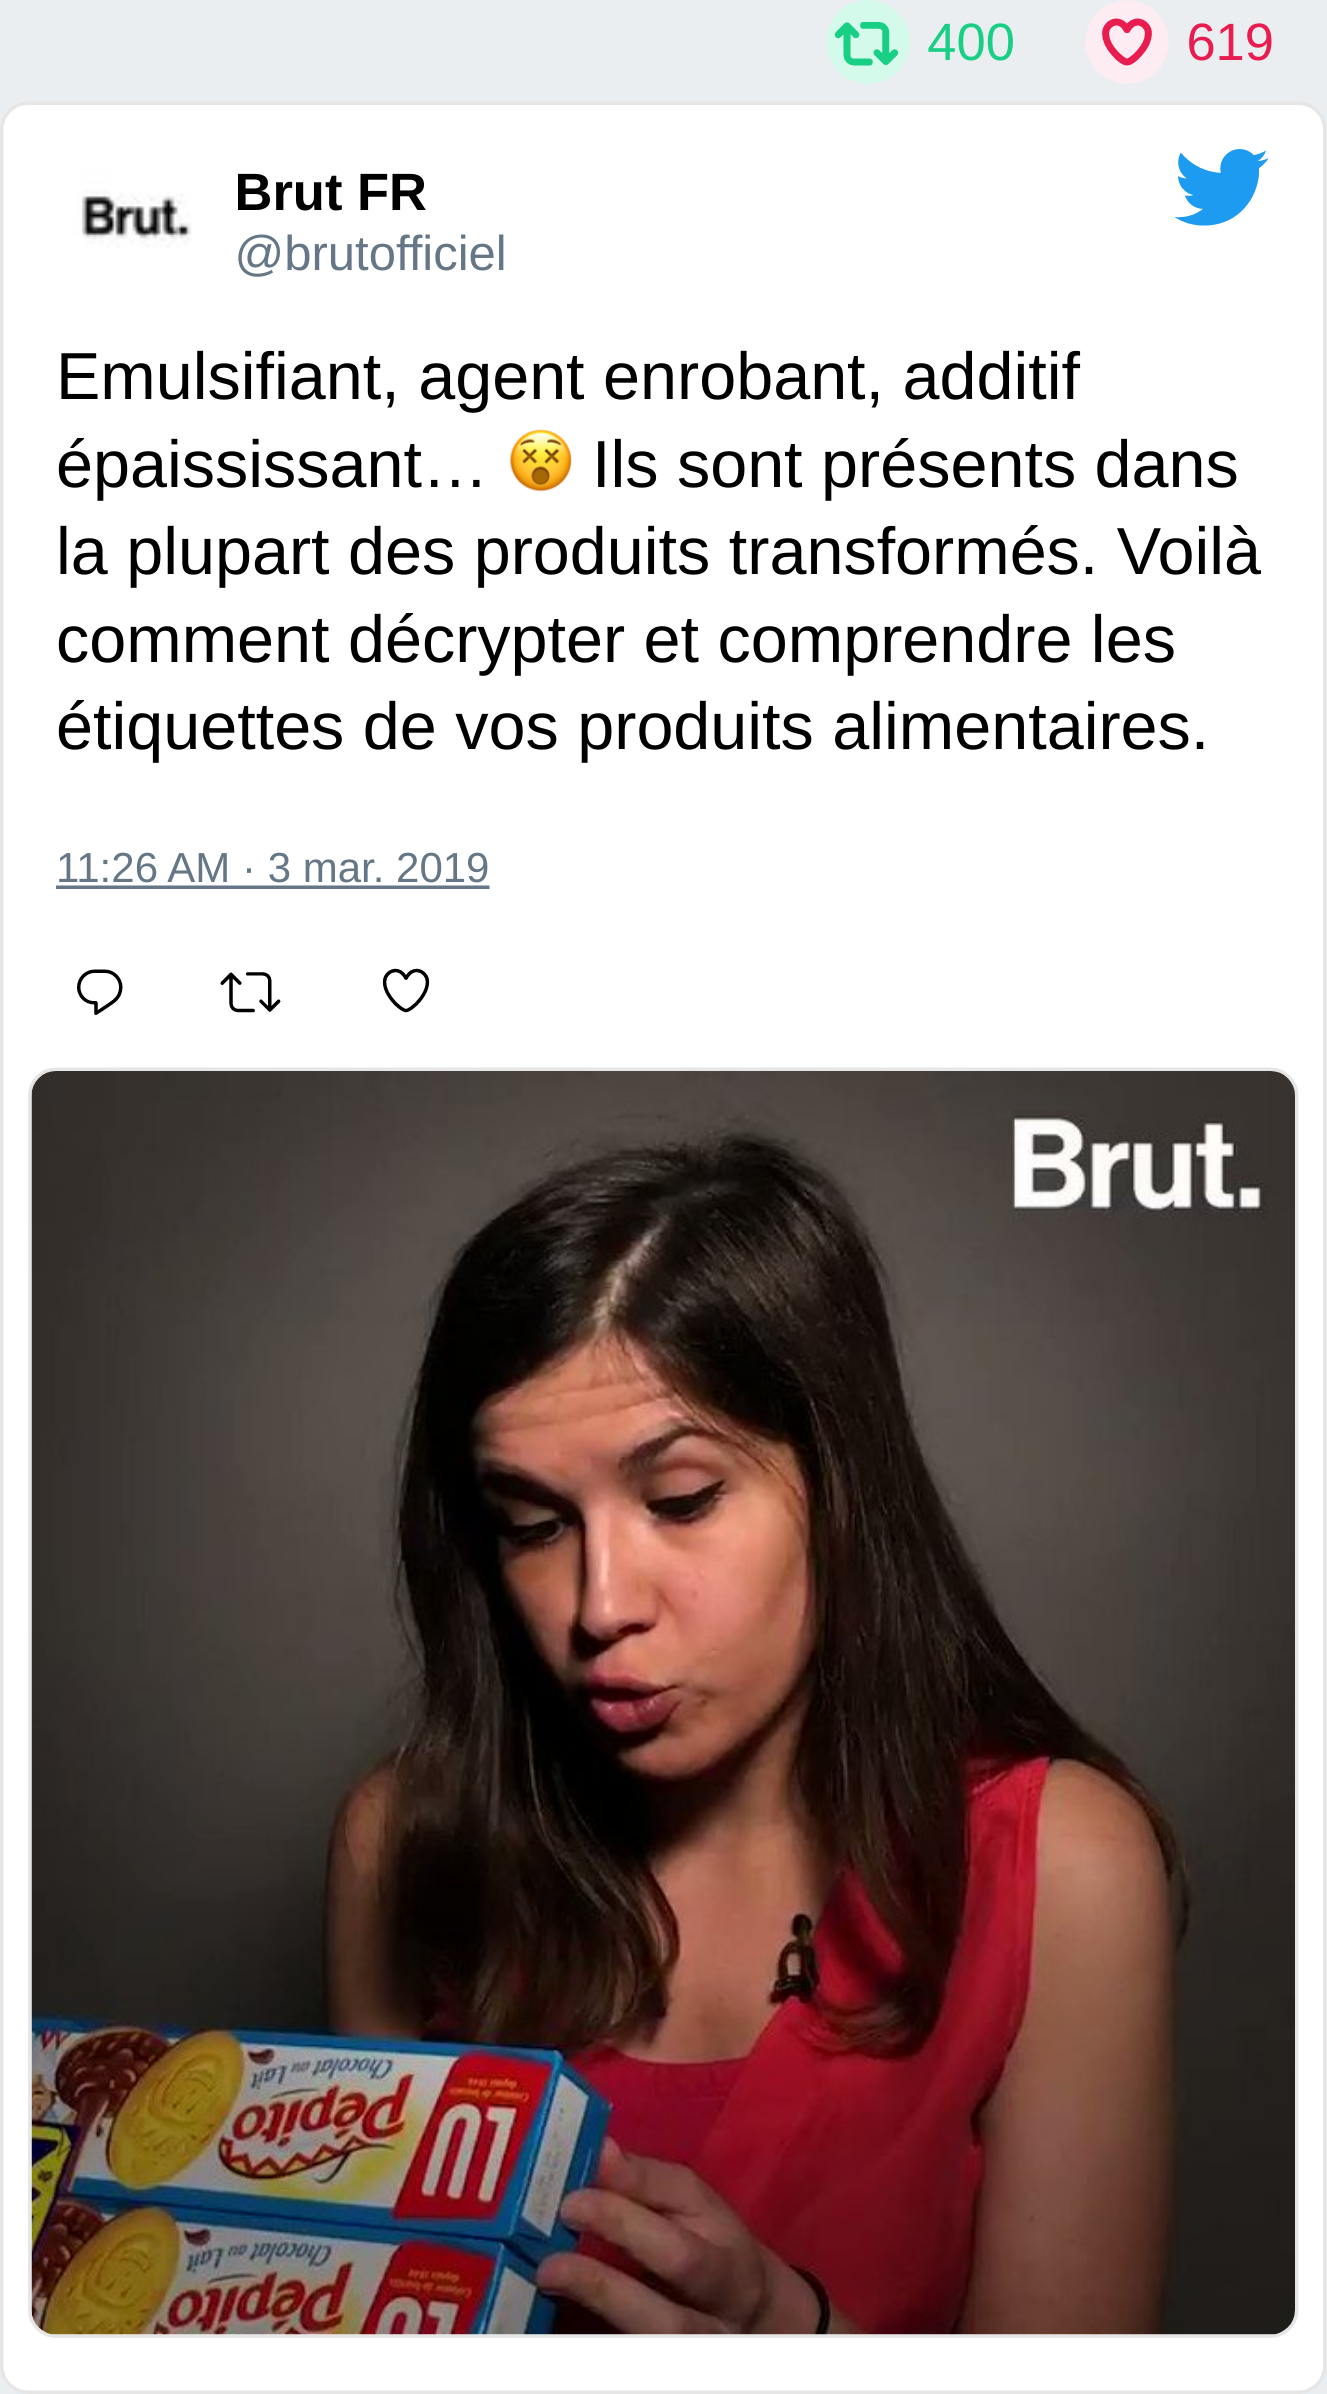 400 619
Brut.
Brut FR
@brutofficiel
Emulsifiant, agent enrobant, additif
épaississant… 😵 Ils sont présents dans
la plupart des produits transformés. Voilà
comment décrypter et comprendre les
étiquettes de vos produits alimentaires.
11:26 AM · 3 mar. 2019
Brut.
Chocolat au Lait
Pépito
LU
Chocolat au Lait
Pépito
LU